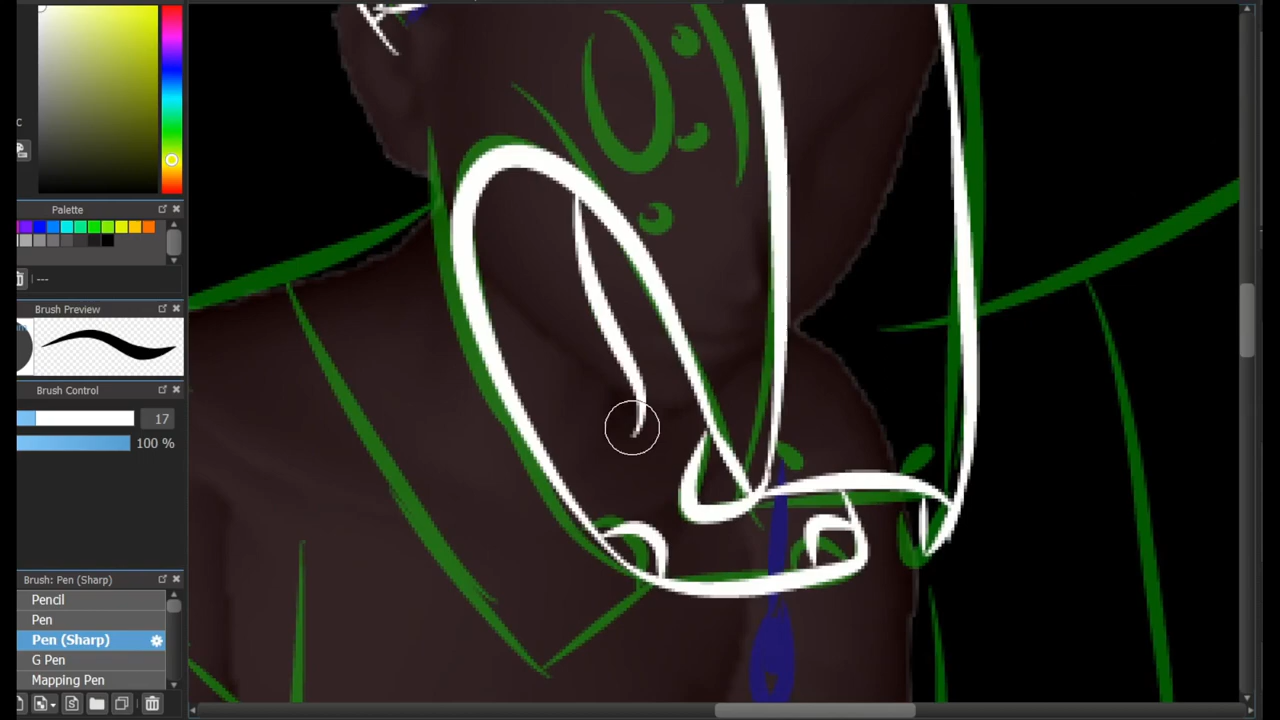 c
Palette
---
Brush Preview
Brush Control
17
100 %
Brush: Pen (Sharp)
Pencil
Pen
Pen (Sharp)
G Pen
Mapping Pen